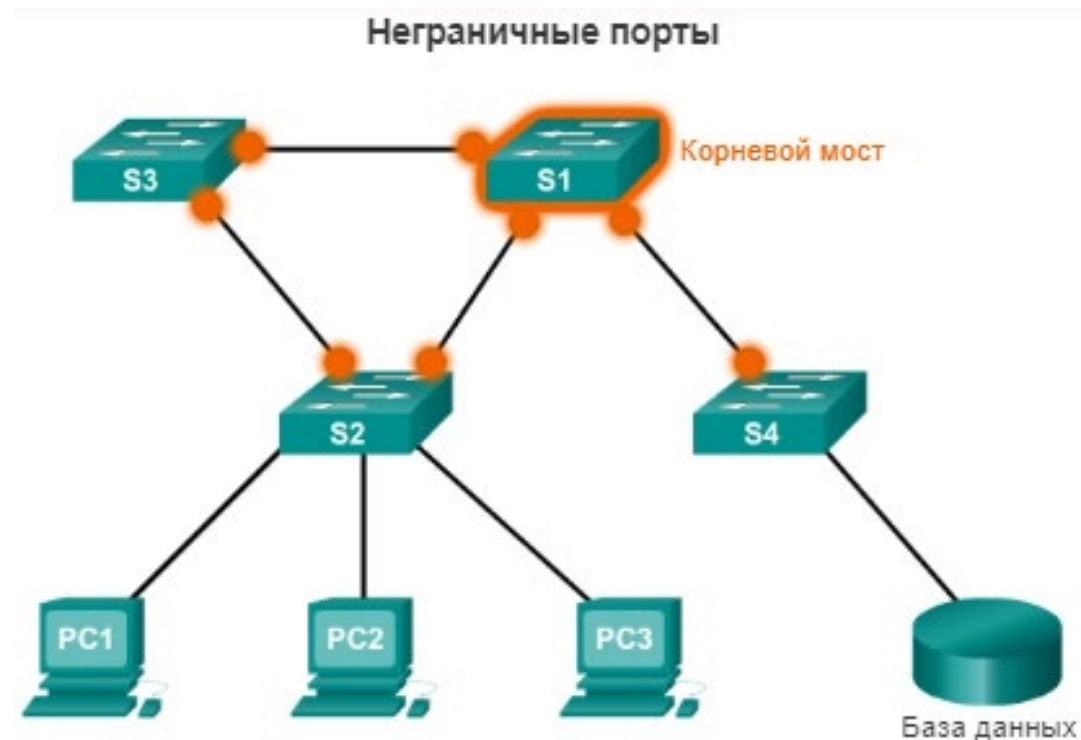 Неграничные порты
S3
S1
Корневой мост
S2
S4
PC1
PC2
PC3
База данных